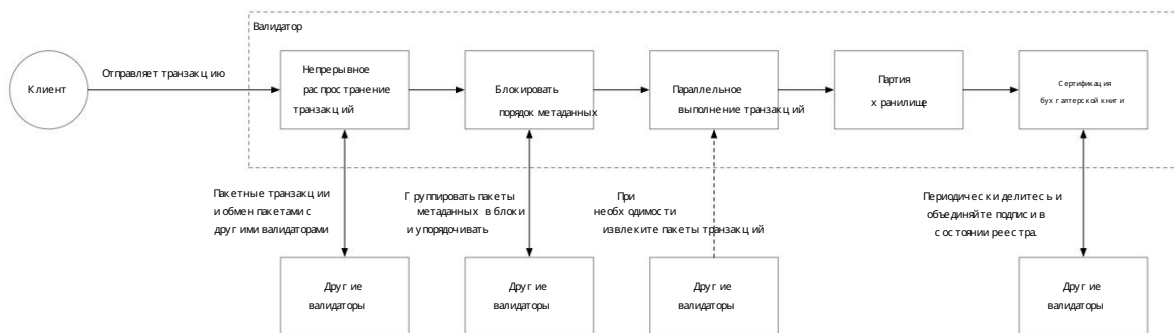 Валидатор
Клиент
Отправляет транзакцию
Непрерывное
распространение
транзакций
Блокировать
порядок метаданных
Параллельное
выполнение транзакций
Партия
хранилище
Сертификация
бухгалтерской книги
Пакетные транзакции
и обмен пакетами с
другими валидаторами
Группировать пакеты
метаданных в блоки
и упорядочивать
При
необходимости
извлеките пакеты транзакций
Периодически делитесь и
объединяйте подписи в
состоянии реестра.
Другие
валидаторы
Другие
валидаторы
Другие
валидаторы
Другие
валидаторы